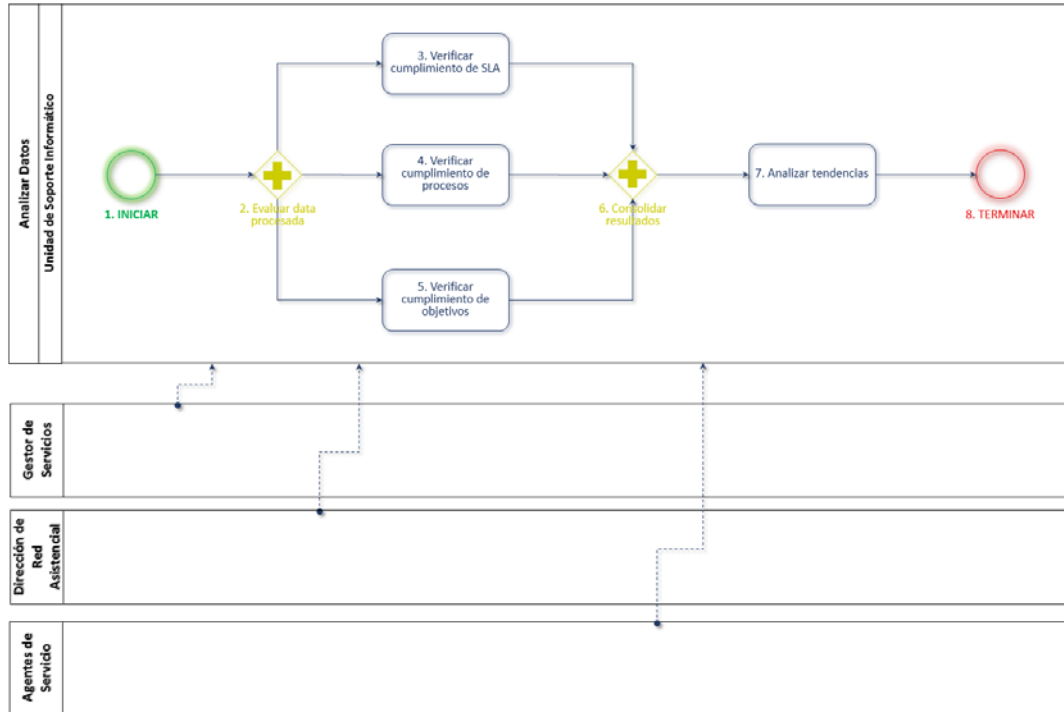 Analizar Datos
Unidad de Soporte Informático
1. INICIAR
2. Evaluar data
procesada
3. Verificar
cumplimiento de SLA
4. Verificar
cumplimiento de
procesos
5. Verificar
cumplimiento de
objetivos
6. Consolidar
resultados
7. Analizar tendencias
8. TERMINAR
Gestor de
Servicios
Dirección de
Red
Asistencial
Agentes de
Servicio